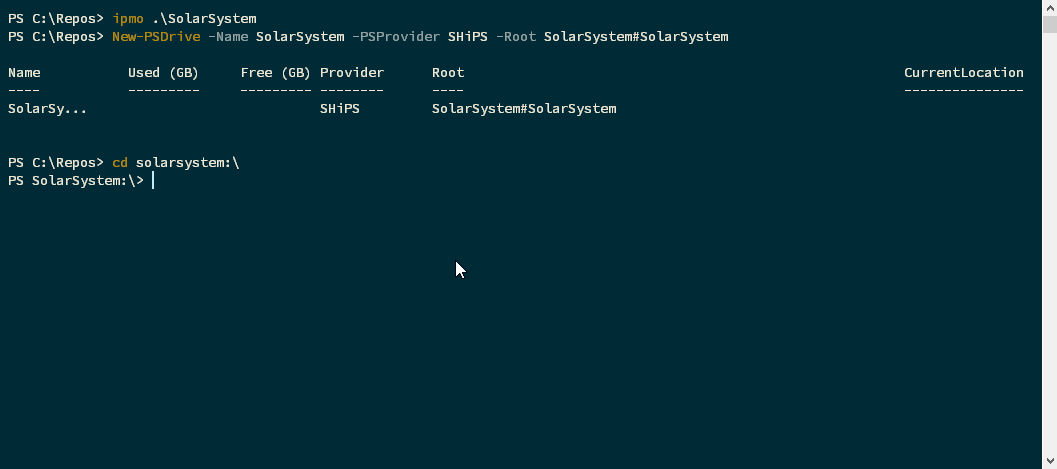 PS C:\Repos> ipmo .\SolarSystem
PS C:\Repos> New-PSDrive -Name SolarSystem -PSProvider SHiPS -Root SolarSystem#SolarSystem
Name Used (GB) Free (GB) Provider Root CurrentLocation
---- --------- --------- -------- ---- ---------------
SolarSy... SHiPS SolarSystem#SolarSystem
PS C:\Repos> cd solarsystem:\
PS SolarSystem:\>